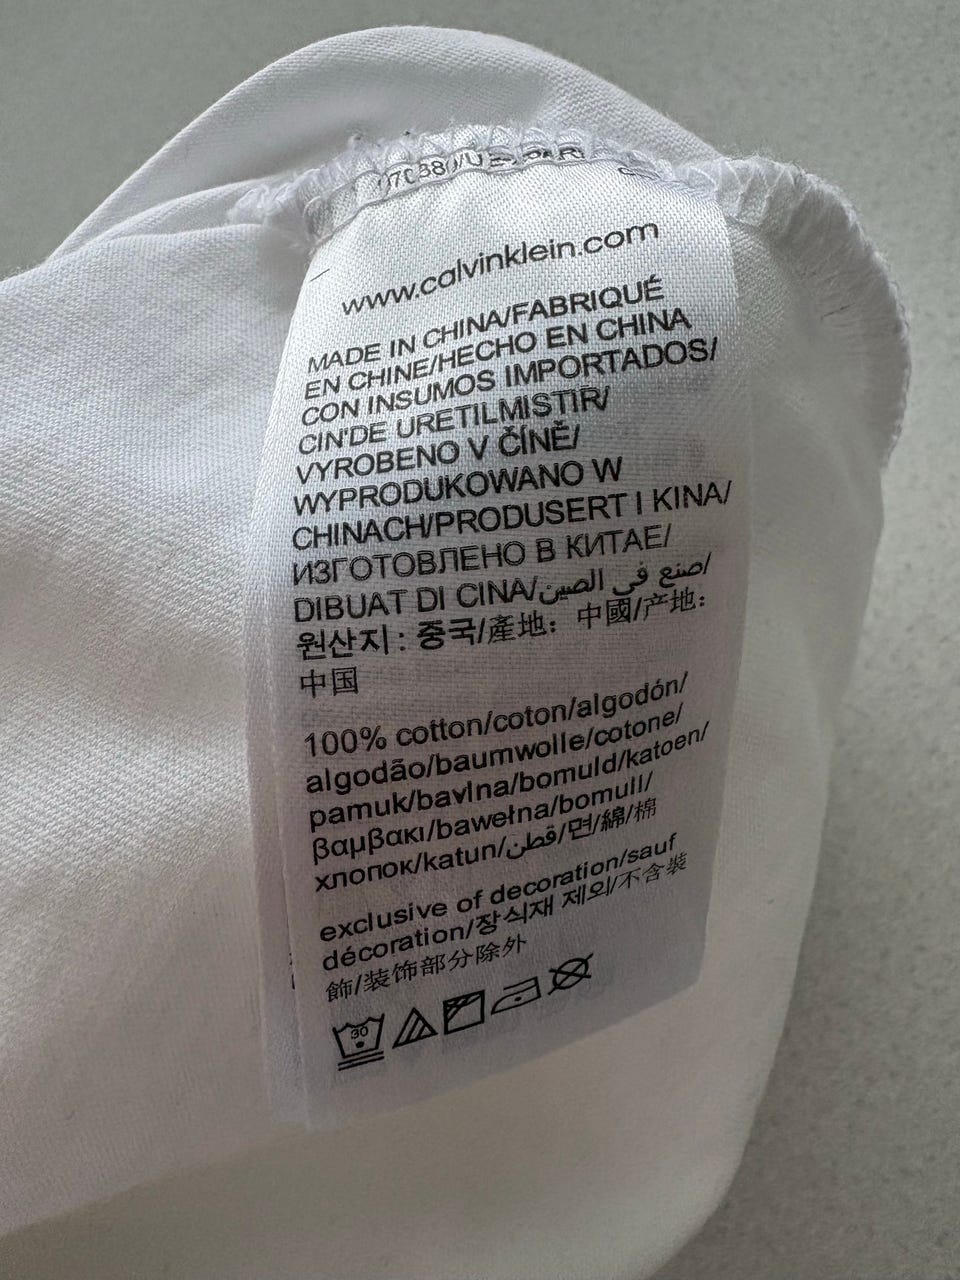 www.calvinklein.com
MADE IN CHINA/FABRIQUÉ
EN CHINE/HECHO EN CHINA
CON INSUMOS IMPORTADOS/
CIN'DE URETILMISTIR/
VYROBENO V ČÍNĚ/
WYPRODUKOWANO W
CHINACH/PRODUSERT I KINA/
ИЗГОТОВЛЕНО В КИТАЕ/
DIBUAT DI CINA/صنع في الصين/
원산지 : 중국/產地: 中國/产地:
中国
100% cotton/coton/algodón/
algodão/baumwolle/cotone/
pamuk/bavlna/bomuld/katoen/
βαμβακι/bawełna/bomull/
хлопок/katun/قطن/면/綿/棉
exclusive of decoration/sauf
décoration/장식재 제외/不含裝
飾/装饰部分除外
30